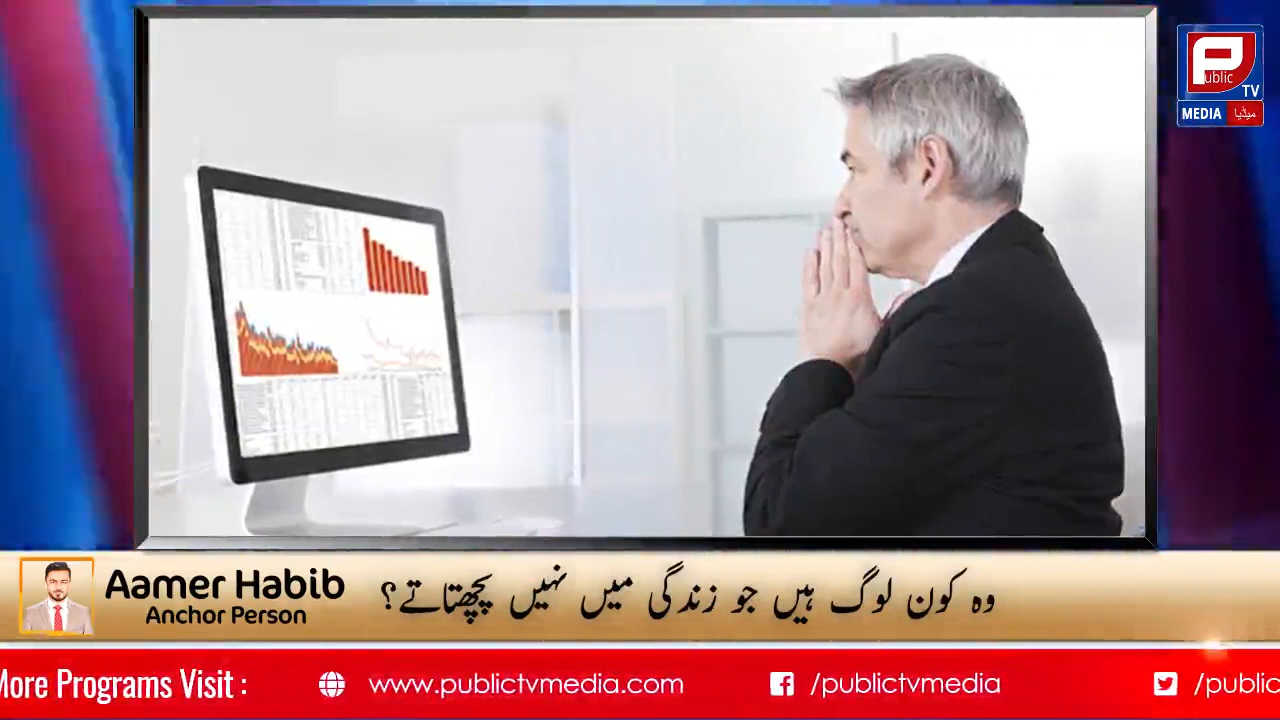 Public
TV
MEDIA میڈیا
Aamer Habib
Anchor Person
وہ کون لوگ ہیں جو زندگی میں نہیں پچھتاتے؟
More Programs Visit :
www.publictvmedia.com
/publictvmedia
/public